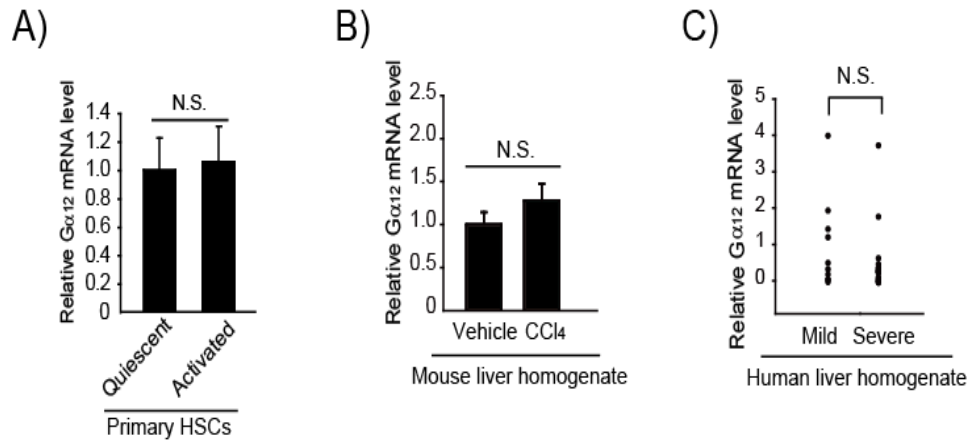 A)
Relative Gα12 mRNA level
N.S.
1.4
1.2
1.0
0.8
0.6
0.4
0.2
0
Quiescent
Activated
Primary HSCs
B)
Relative Gα12 mRNA level
2.5
2.0
1.5
1.0
0.5
0
N.S.
Vehicle CCl4
Mouse liver homogenate
C)
Relative Gα12 mRNA level
N.S.
5
4
3
2
1
0
Mild Severe
Human liver homogenate